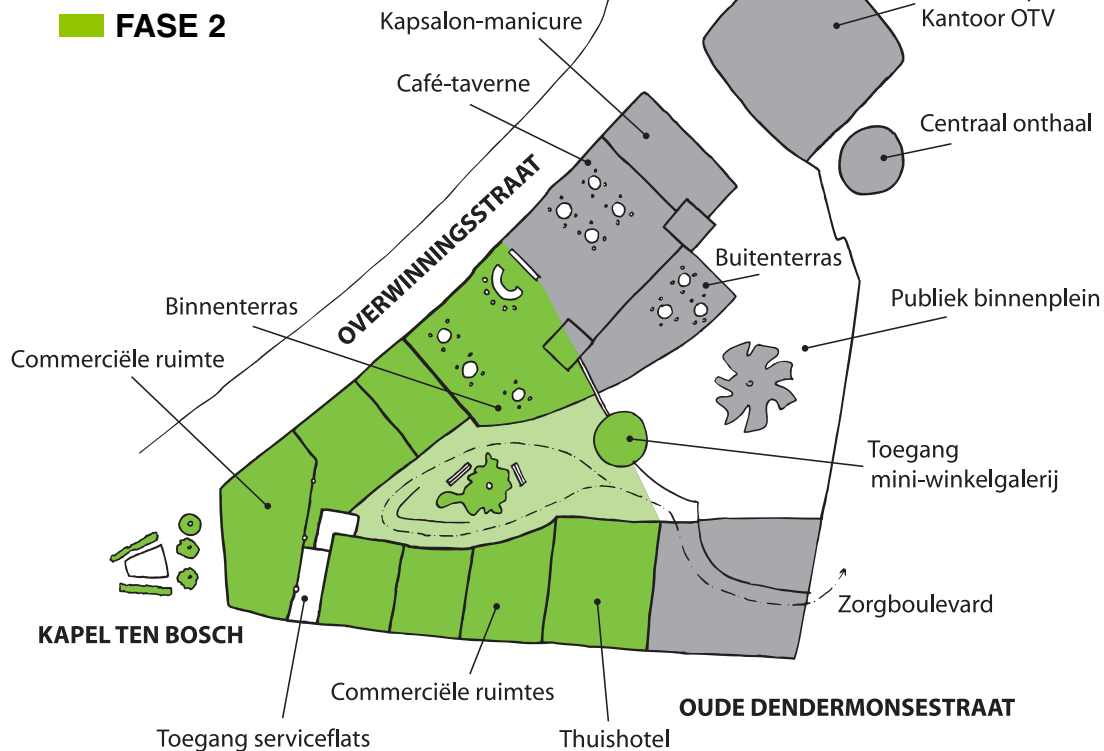 FASE 2
Kapsalon-manicure
Kantoor OTV
Café-taverne
Centraal onthaal
OVERWINNINGSSTRAAT
Buitenterras
Binnenterras
Publiek binnenplein
Commerciële ruimte
Toegang
mini-winkelgalerij
Zorgboulevard
KAPEL TEN BOSCH
Commerciële ruimtes
OUDE DENDERMONSESTRAAT
Toegang serviceflats
Thuishotel